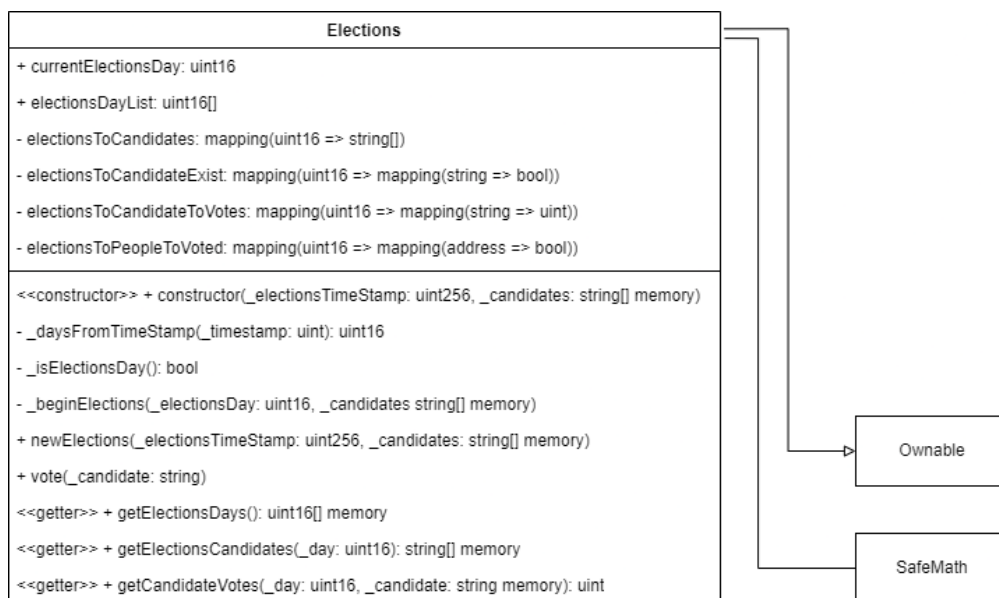 Elections
+ currentElectionsDay: uint16
+ electionsDayList: uint16[]
- electionsToCandidates: mapping(uint16 => string[])
- electionsToCandidateExist: mapping(uint16 => mapping(string => bool))
- electionsToCandidateToVotes: mapping(uint16 => mapping(string => uint))
- electionsToPeopleToVoted: mapping(uint16 => mapping(address => bool))
<<constructor>> + constructor(_electionsTimeStamp: uint256, _candidates: string[] memory)
- _daysFromTimeStamp(_timestamp: uint): uint16
- _isElectionsDay(): bool
- _beginElections(_electionsDay: uint16, _candidates string[] memory)
+ newElections(_electionsTimeStamp: uint256, _candidates: string[] memory)
+ vote(_candidate: string)
<<getter>> + getElectionsDays(): uint16[] memory
<<getter>> + getElectionsCandidates(_day: uint16): string[] memory
<<getter>> + getCandidateVotes(_day: uint16, _candidate: string memory): uint
Ownable
SafeMath